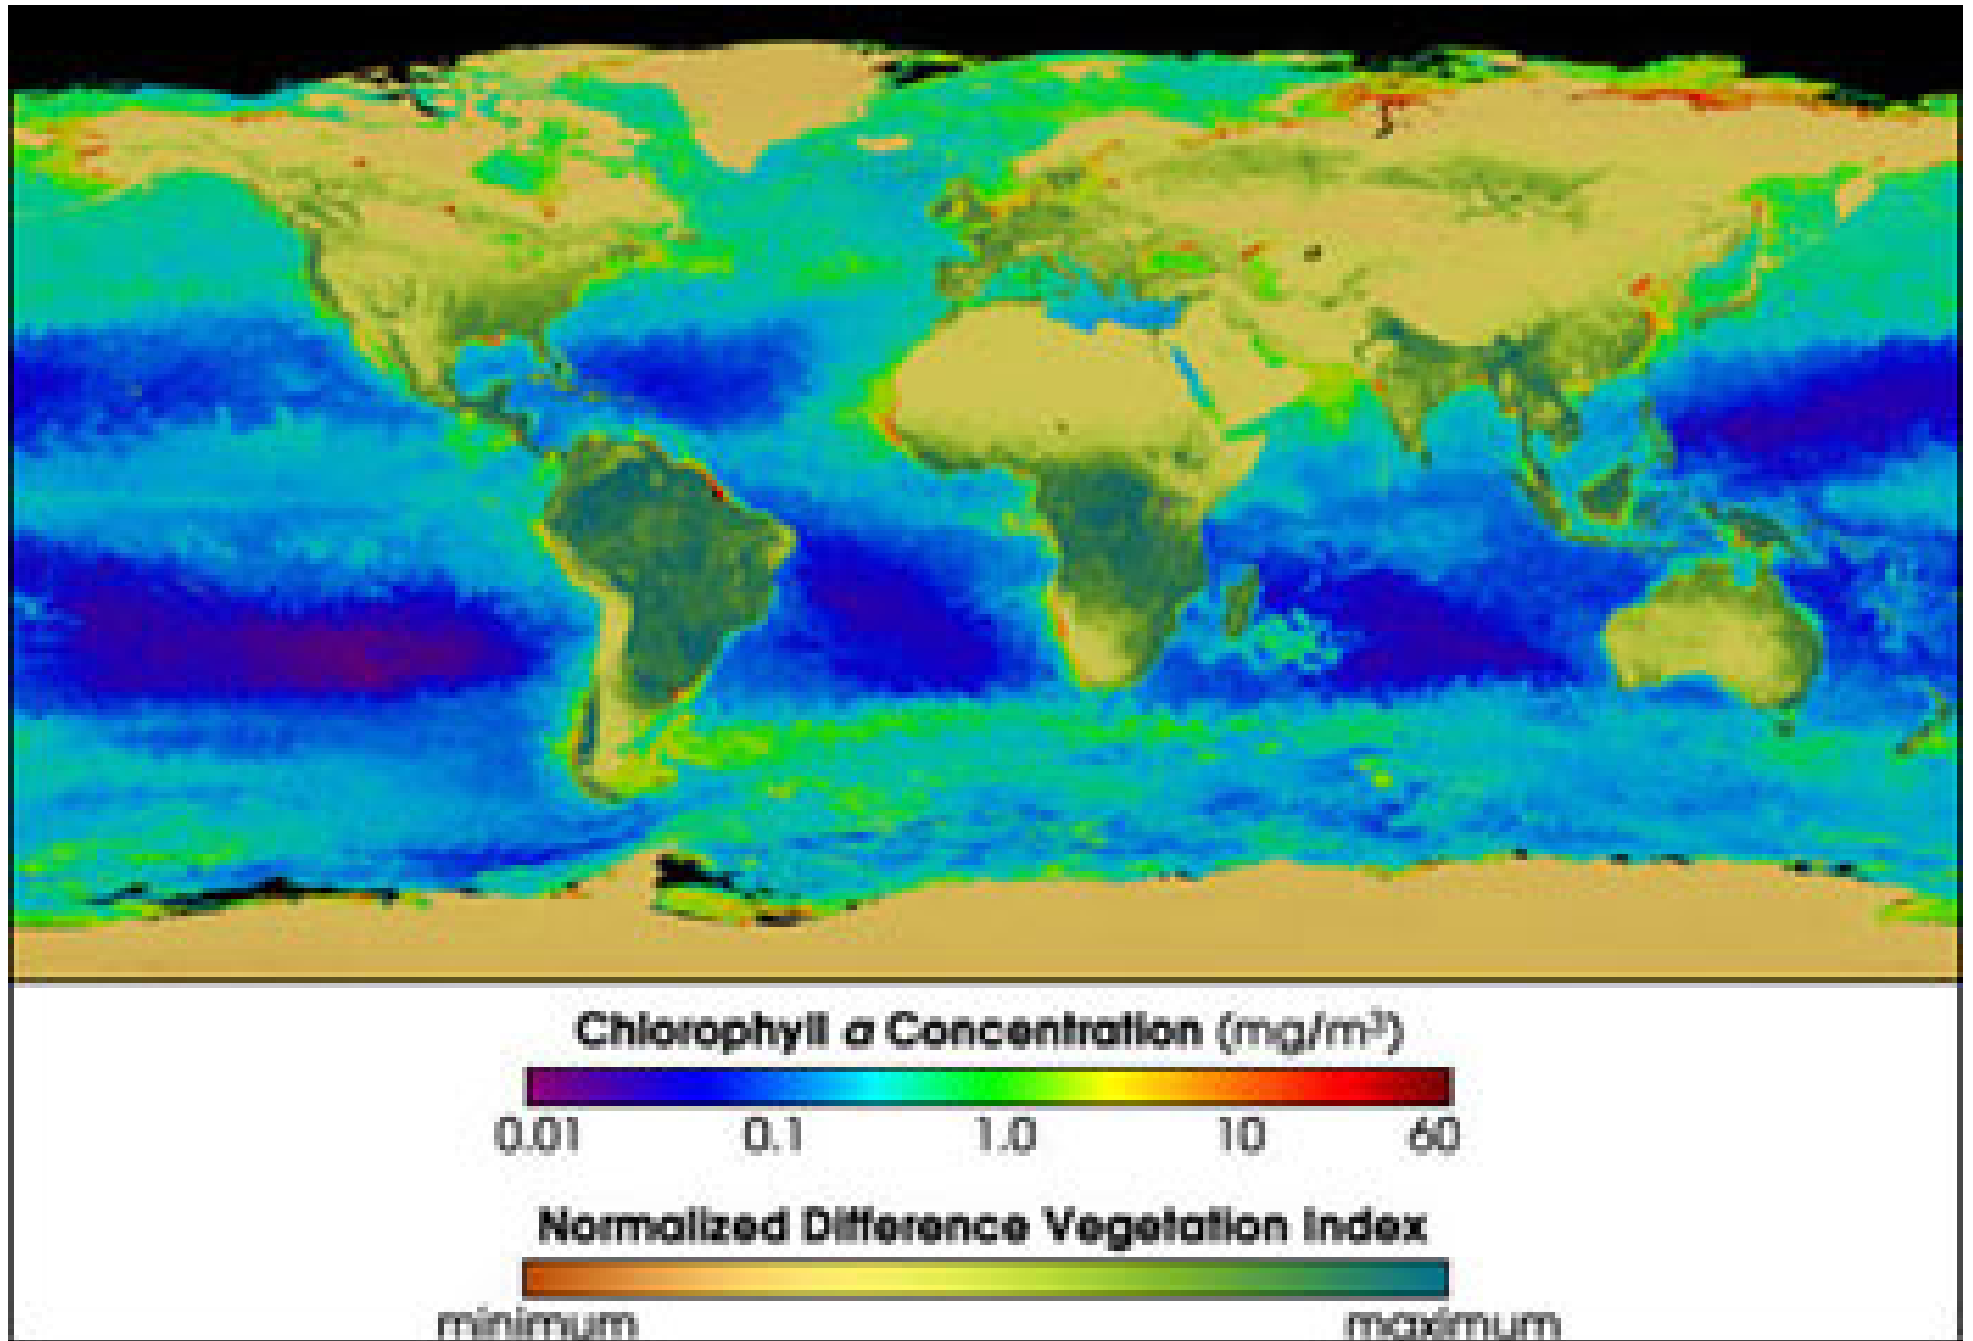 Chlorophyll a Concentration (mg/m³)
0.01 0.1 1.0 10 60
Normalized Difference Vegetation Index
minimum maximum